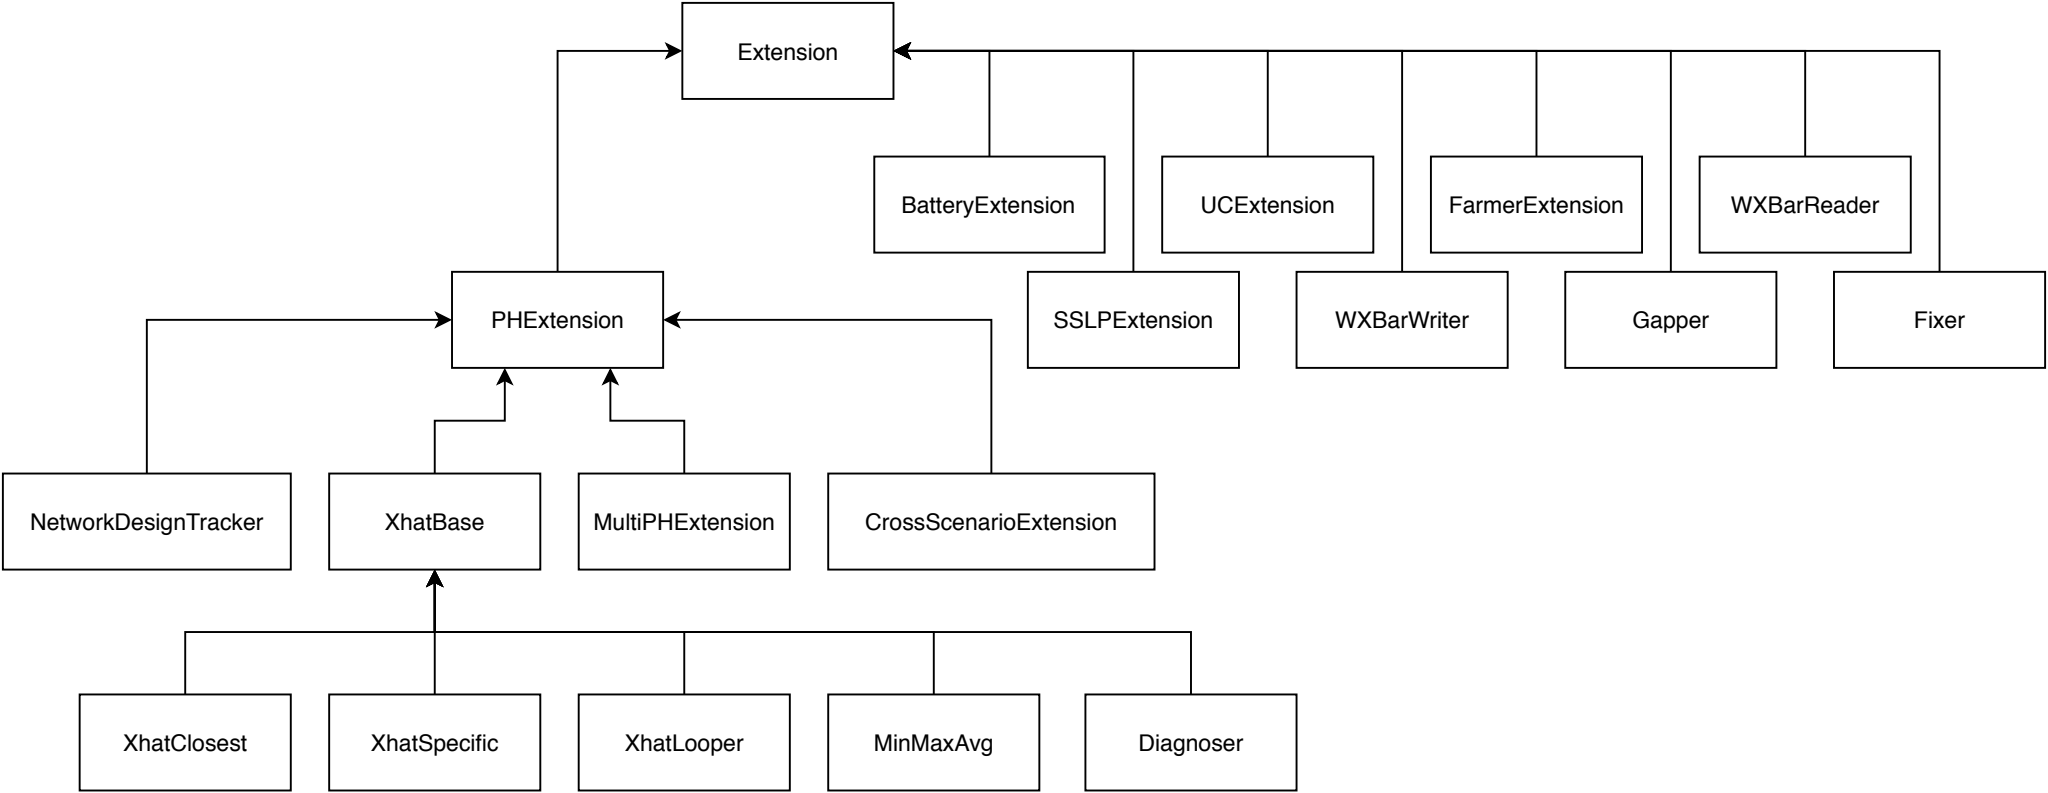 Extension
BatteryExtension
UCExtension
FarmerExtension
WXBarReader
PHExtension
SSLPExtension
WXBarWriter
Gapper
Fixer
NetworkDesignTracker
XhatBase
MultiPHExtension
CrossScenarioExtension
XhatClosest
XhatSpecific
XhatLooper
MinMaxAvg
Diagnoser